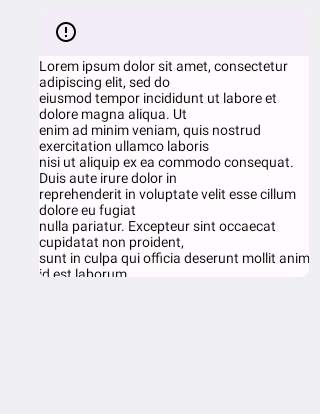 Lorem ipsum dolor sit amet, consectetur
adipiscing elit, sed do
eiusmod tempor incididunt ut labore et
dolore magna aliqua. Ut
enim ad minim veniam, quis nostrud
exercitation ullamco laboris
nisi ut aliquip ex ea commodo consequat.
Duis aute irure dolor in
reprehenderit in voluptate velit esse cillum
dolore eu fugiat
nulla pariatur. Excepteur sint occaecat
cupidatat non proident,
sunt in culpa qui officia deserunt mollit anim
id est laborum